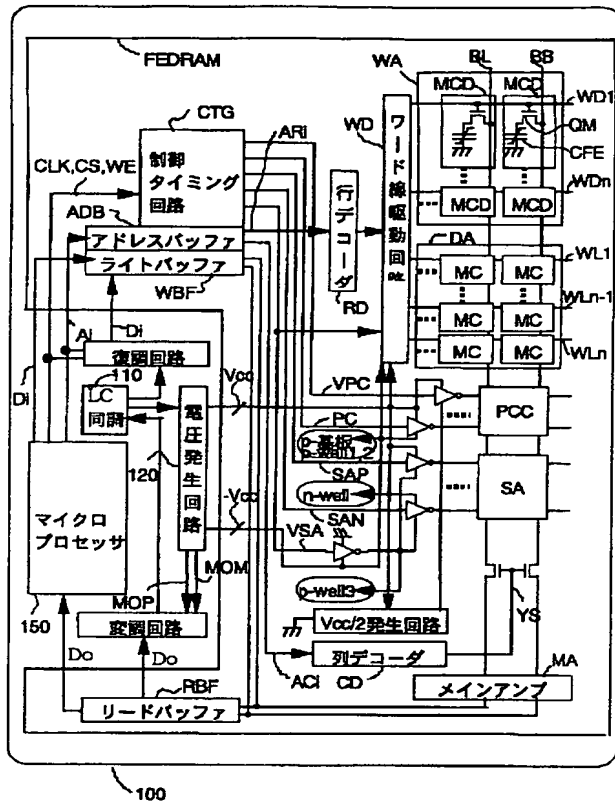 FEDRAM
BL
BB
WA
MCD
MCD
WD1
CTG
ARI
WD
QM
CFE
CLK,CS,WE
制御
タイミング
回路
ワード線駆動回路
ADB
行デコーダ
MCD
MCD
WDn
アドレスバッファ
ライトバッファ
DA
MC
MC
WL1
WBF
RD
MC
MC
WLn-1
Ai
Di
MC
MC
WLn
Di
復調回路
Vcc
110
VPC
LC
同調
電圧発生回路
PC
PCC
p-基板
120
SAP
-Vcc
n-well
SA
マイクロ
プロセッサ
SAN
VSA
MOM
p-well3
MOP
150
変調回路
Vcc/2発生回路
YS
Do
Do
列デコーダ
RBF
ACI
CD
MA
リードバッファ
メインアンプ
100